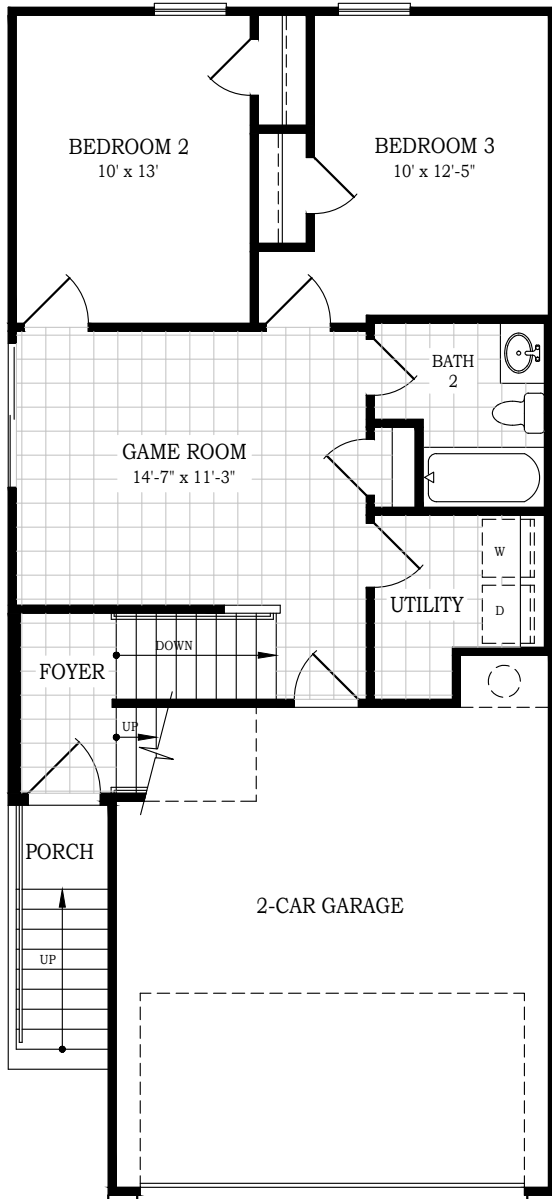 BEDROOM 2
10' x 13'
BEDROOM 3
10' x 12'-5"
BATH
2
GAME ROOM
14'-7" x 11'-3"
W
D
UTILITY
DOWN
FOYER
UP
PORCH
2-CAR GARAGE
UP